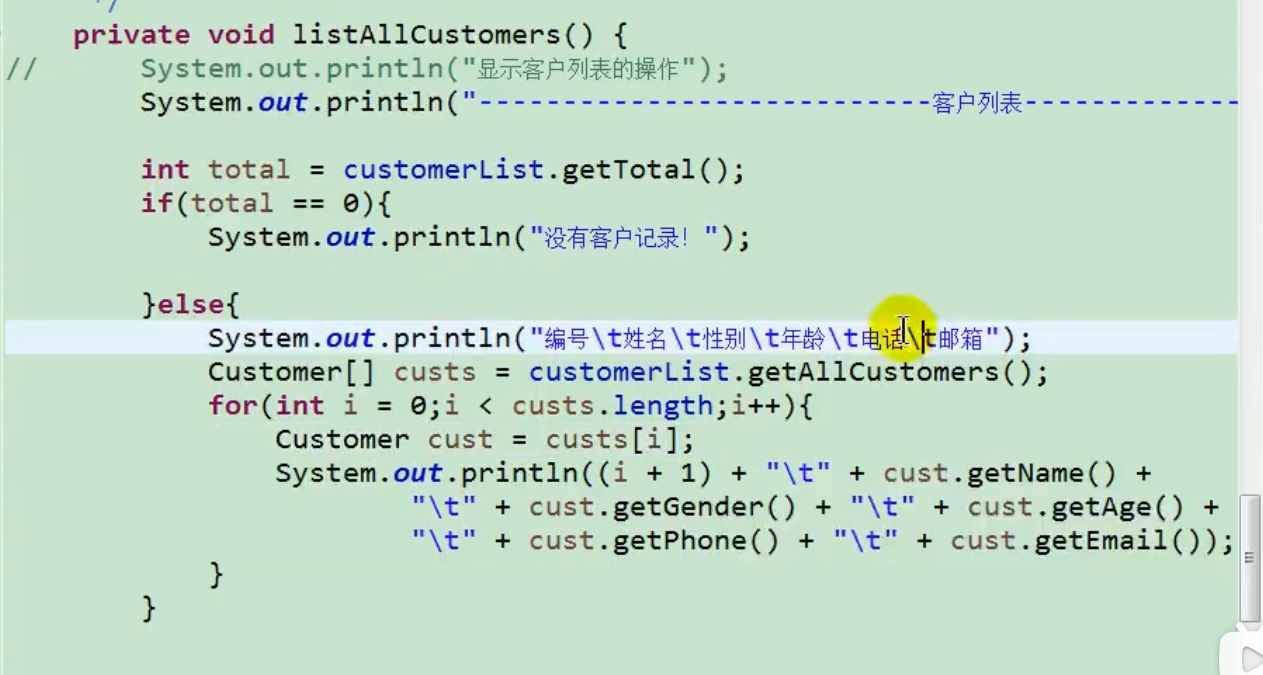 */
private void listAllCustomers() {
// System.out.println("显示客户列表的操作");
System.out.println("---------------------------客户列表-------------
int total = customerList.getTotal();
if(total == 0){
System.out.println("没有客户记录！");
}else{
System.out.println("编号\t姓名\t性别\t年龄\t电话\t邮箱");
Customer[] custs = customerList.getAllCustomers();
for(int i = 0;i < custs.length;i++){
Customer cust = custs[i];
System.out.println((i + 1) + "\t" + cust.getName() +
"\t" + cust.getGender() + "\t" + cust.getAge() +
"\t" + cust.getPhone() + "\t" + cust.getEmail());
}
}